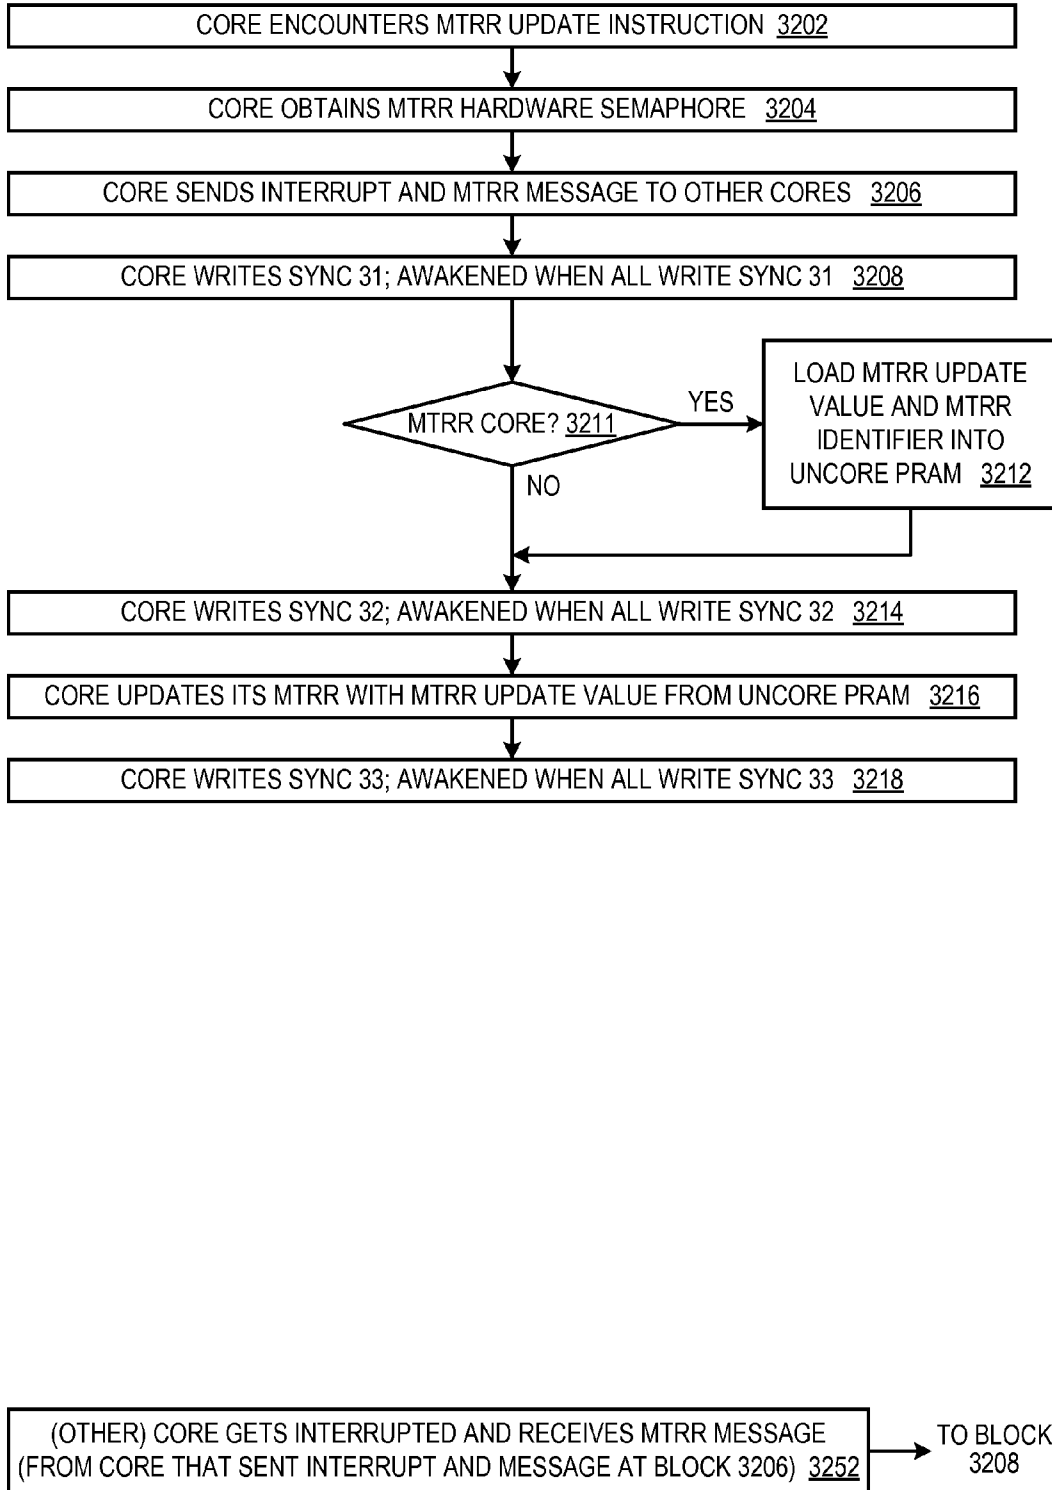 CORE ENCOUNTERS MTRR UPDATE INSTRUCTION 3202
CORE OBTAINS MTRR HARDWARE SEMAPHORE 3204
CORE SENDS INTERRUPT AND MTRR MESSAGE TO OTHER CORES 3206
CORE WRITES SYNC 31; AWAKENED WHEN ALL WRITE SYNC 31 3208
MTRR CORE? 3211
YES
LOAD MTRR UPDATE
VALUE AND MTRR
IDENTIFIER INTO
UNCORE PRAM 3212
NO
CORE WRITES SYNC 32; AWAKENED WHEN ALL WRITE SYNC 32 3214
CORE UPDATES ITS MTRR WITH MTRR UPDATE VALUE FROM UNCORE PRAM 3216
CORE WRITES SYNC 33; AWAKENED WHEN ALL WRITE SYNC 33 3218
(OTHER) CORE GETS INTERRUPTED AND RECEIVES MTRR MESSAGE
(FROM CORE THAT SENT INTERRUPT AND MESSAGE AT BLOCK 3206) 3252
TO BLOCK
3208